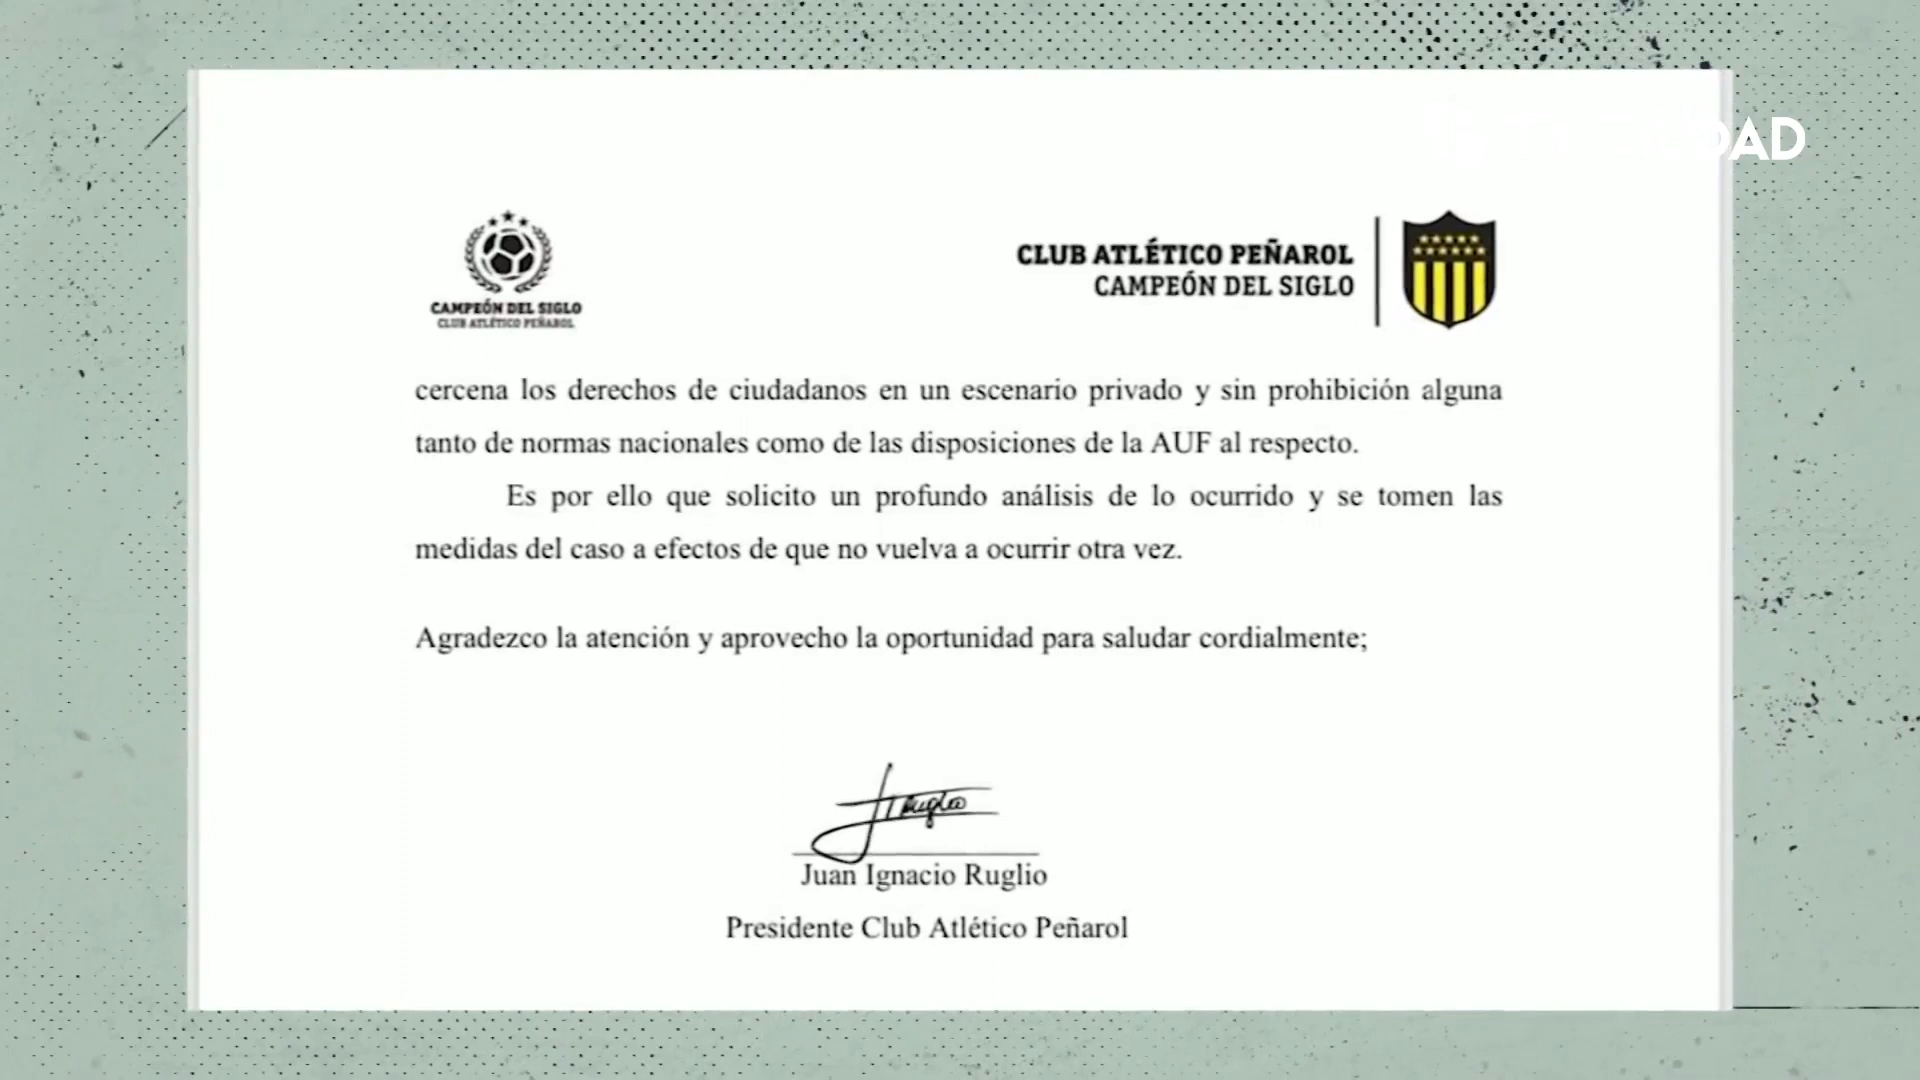 DAD
CAMPEÓN DEL SIGLO
CLUB ATLÉTICO PEÑAROL
CLUB ATLÉTICO PEÑAROL
CAMPEÓN DEL SIGLO
cercena los derechos de ciudadanos en un escenario privado y sin prohibición alguna
tanto de normas nacionales como de las disposiciones de la AUF al respecto.
Es por ello que solicito un profundo análisis de lo ocurrido y se tomen las
medidas del caso a efectos de que no vuelva a ocurrir otra vez.
Agradezco la atención y aprovecho la oportunidad para saludar cordialmente;
Juan Ignacio Ruglio
Presidente Club Atlético Peñarol